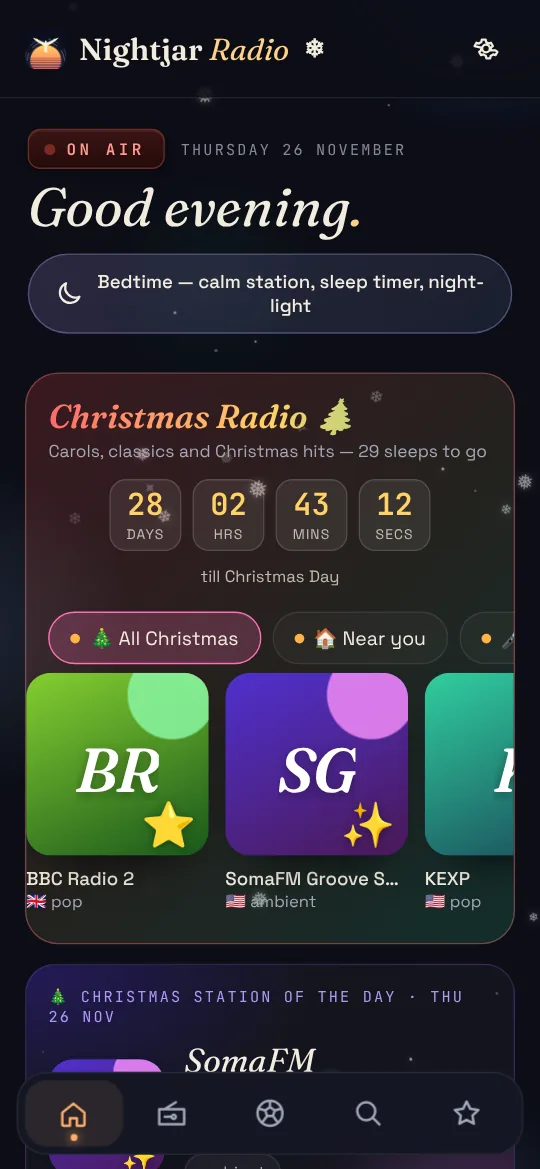 Nightjar Radio
ON AIR
THURSDAY 26 NOVEMBER
Good evening.
Bedtime — calm station, sleep timer, night-
light
Christmas Radio
Carols, classics and Christmas hits — 29 sleeps to go
28 02 43 12
DAYS HRS MINS SECS
till Christmas Day
All Christmas Near you
BR SG
BBC Radio 2 SomaFM Groove S... KEXP
pop ambient pop
CHRISTMAS STATION OF THE DAY · THU
26 NOV
SomaFM